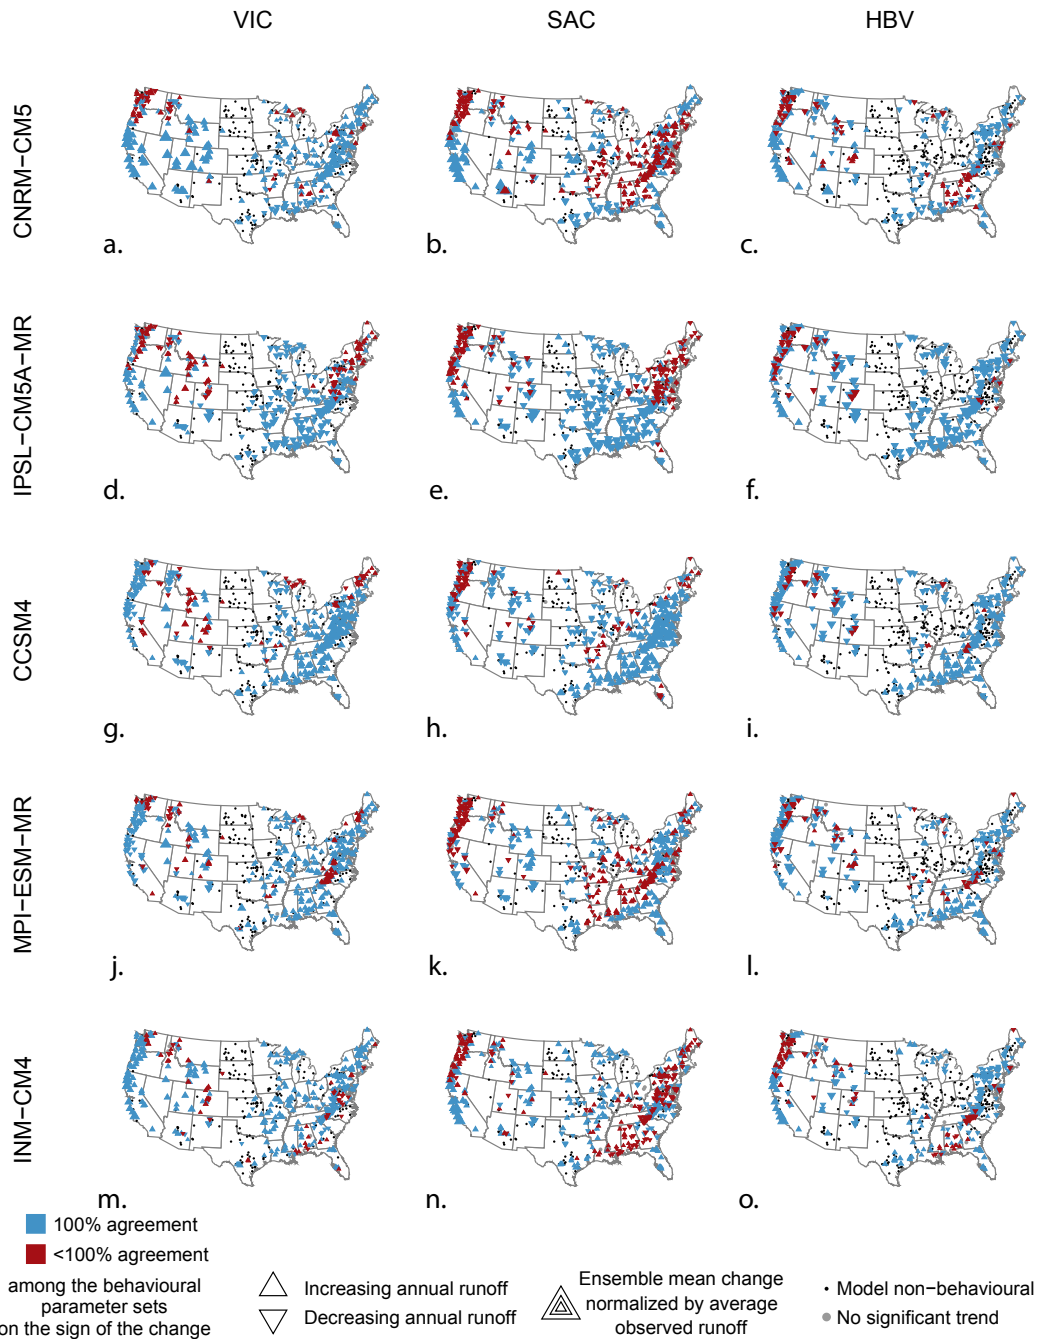 VIC SAC HBV
CNRM−CM5
a. b. c.
IPSL−CM5A−MR
d. e. f.
CCSM4
g. h. i.
MPI−ESM−MR
j. k. l.
INM−CM4
m. n. o.
100% agreement
<100% agreement
among the behavioural
parameter sets
on the sign of the change
Increasing annual runoff
Decreasing annual runoff
Ensemble mean change
normalized by average
observed runoff
Model non−behavioural
No significant trend